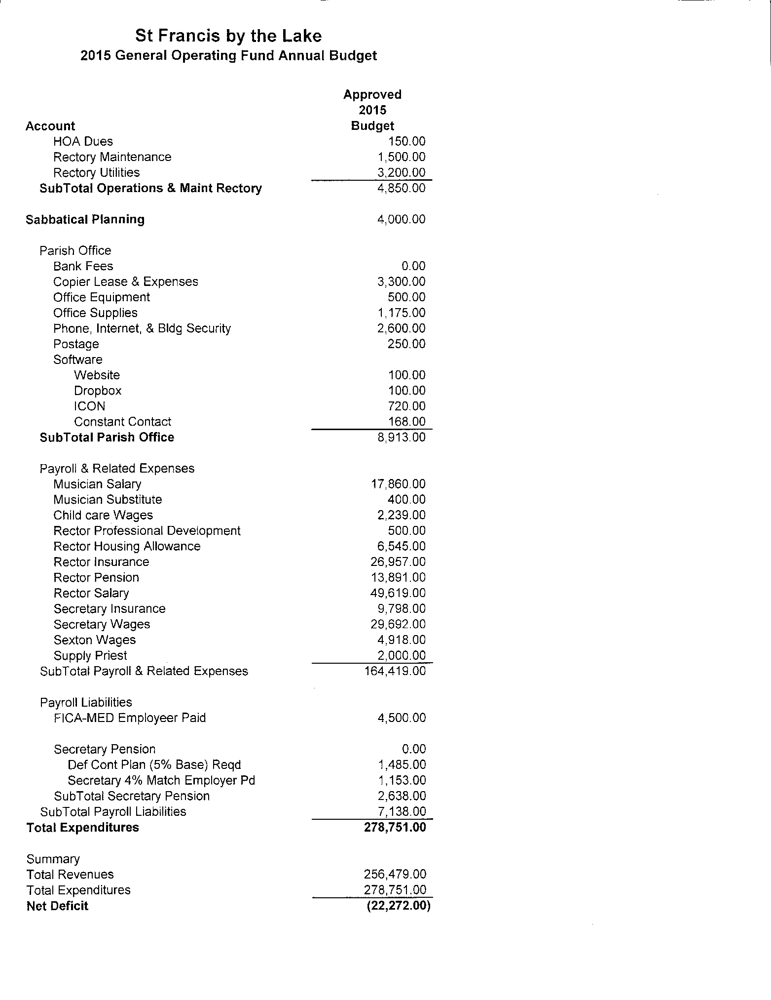 St Francis by the Lake
2015 General Operating Fund Annual Budget
Approved
2015
Account Budget
HOA Dues 150.00
Rectory Maintenance 1,500.00
Rectory Utilities 3,200.00
SubTotal Operations & Maint Rectory 4,850.00
Sabbatical Planning 4,000.00
Parish Office
Bank Fees 0.00
Copier Lease & Expenses 3,300.00
Office Equipment 500.00
Office Supplies 1,175.00
Phone, Internet, & Bldg Security 2,600.00
Postage 250.00
Software
Website 100.00
Dropbox 100.00
ICON 720.00
Constant Contact 168.00
SubTotal Parish Office 8,913.00
Payroll & Related Expenses
Musician Salary 17,860.00
Musician Substitute 400.00
Child care Wages 2,239.00
Rector Professional Development 500.00
Rector Housing Allowance 6,545.00
Rector Insurance 26,957.00
Rector Pension 13,891.00
Rector Salary 49,619.00
Secretary Insurance 9,798.00
Secretary Wages 29,692.00
Sexton Wages 4,918.00
Supply Priest 2,000.00
SubTotal Payroll & Related Expenses 164,419.00
Payroll Liabilities
FICA-MED Employeer Paid 4,500.00
Secretary Pension 0.00
Def Cont Plan (5% Base) Reqd 1,485.00
Secretary 4% Match Employer Pd 1,153.00
SubTotal Secretary Pension 2,638.00
SubTotal Payroll Liabilities 7,138.00
Total Expenditures 278,751.00
Summary
Total Revenues 256,479.00
Total Expenditures 278,751.00
Net Deficit (22,272.00)